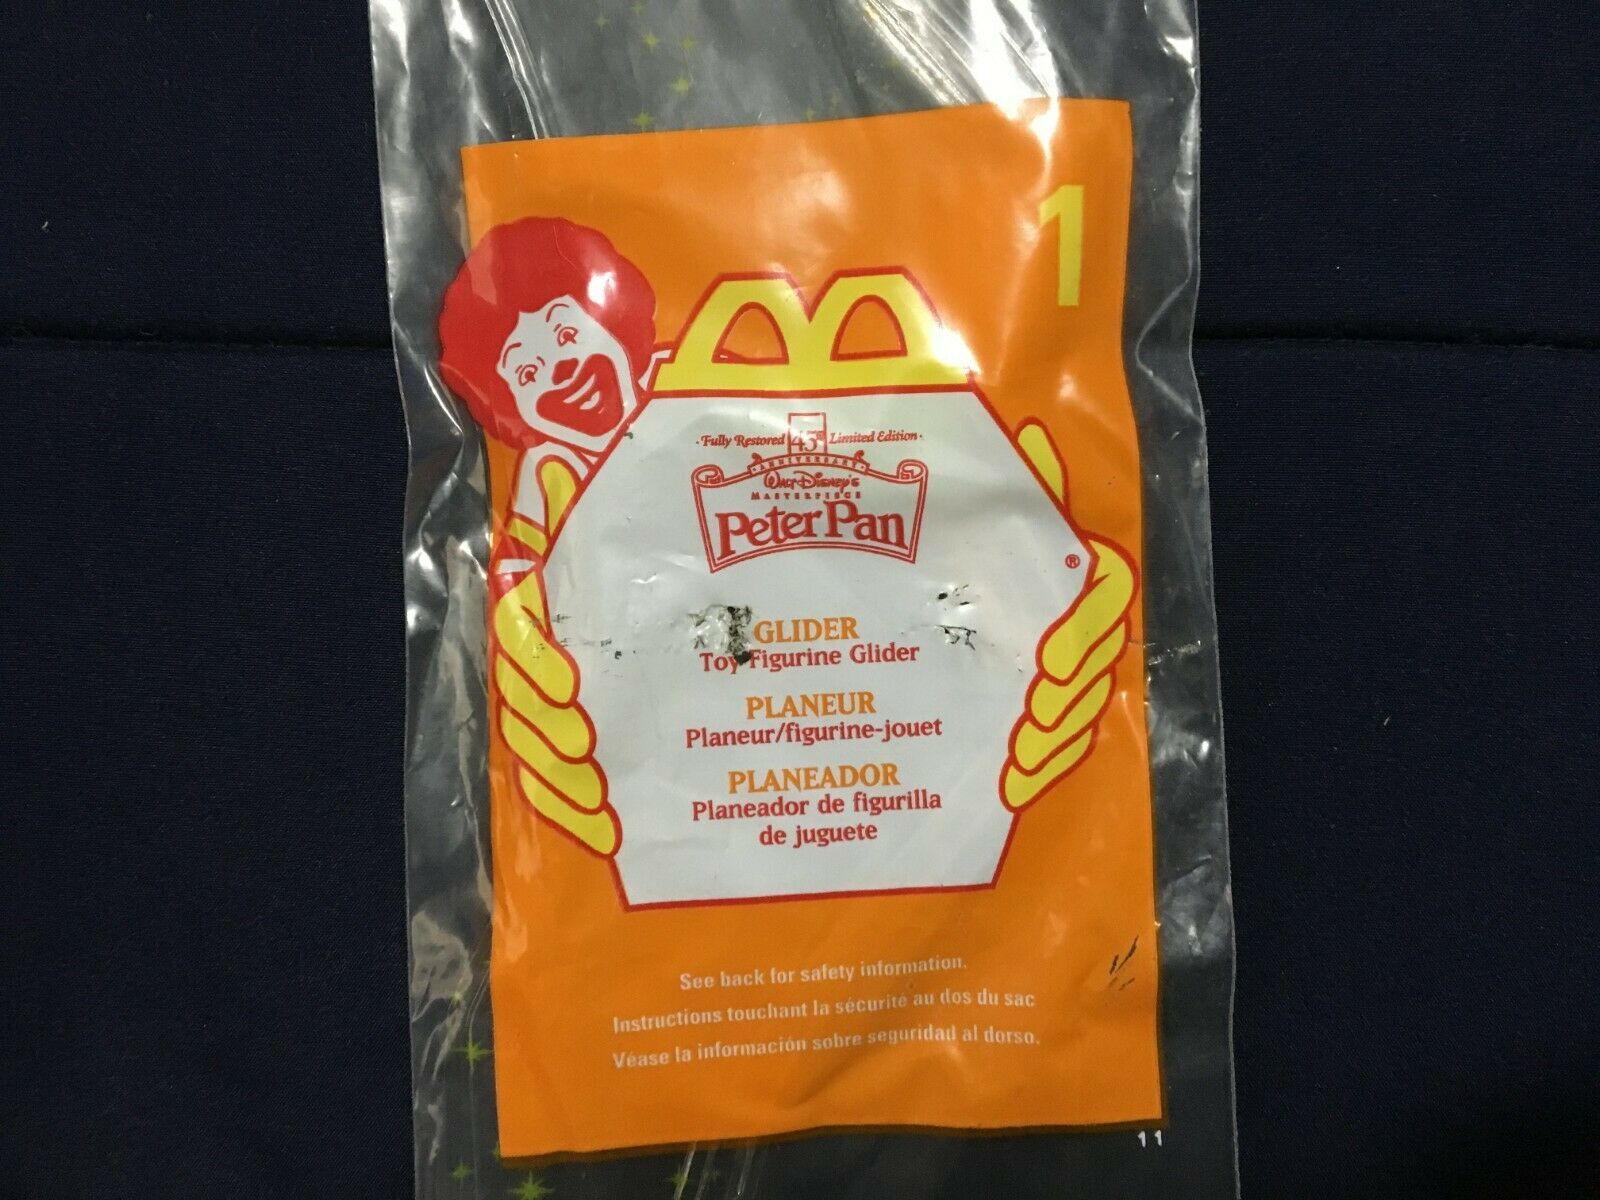 1
·Fully Restored 45th Limited Edition·
ANNIVERSARY
Walt Disney's
MASTERPIECE
Peter Pan
®
GLIDER
Toy Figurine Glider
PLANEUR
Planeur/figurine-jouet
PLANEADOR
Planeador de figurilla
de juguete
See back for safety information.
Instructions touchant la sécurité au dos du sac
Véase la información sobre seguridad al dorso.
11